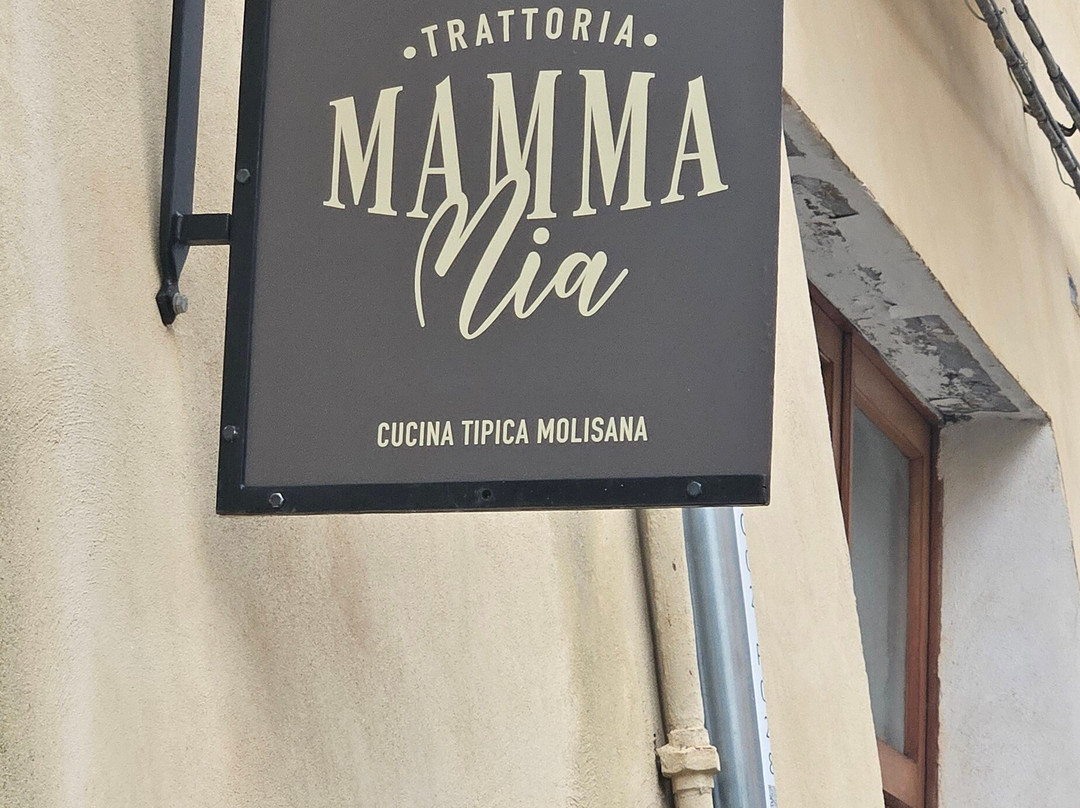 • TRATTORIA •
MAMMA
Mia
CUCINA TIPICA MOLISANA